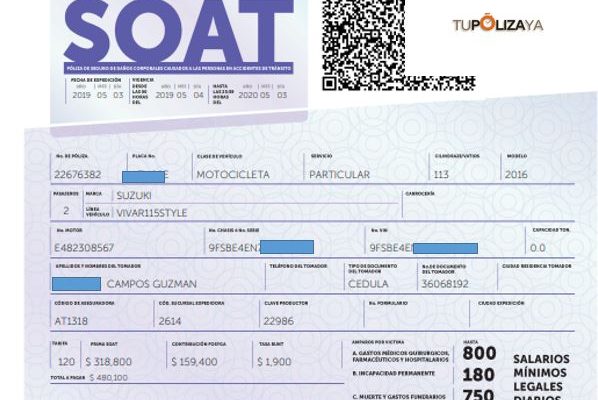 SOAT
TUPÓLIZAYA
PÓLIZA DE SEGURO DE DAÑOS CORPORALES CAUSADOS A LAS PERSONAS EN ACCIDENTES DE TRÁNSITO
FECHA DE EXPEDICIÓN VIGENCIA
AÑO MES DÍA DESDE LAS 00 HORAS DEL AÑO MES DÍA HASTA LAS 23:59 HORAS DEL AÑO MES DÍA
2019 05 03 2019 05 04 2020 05 03
No. DE PÓLIZA PLACA No. CLASE DE VEHÍCULO SERVICIO CILINDRAJE/VATIOS MODELO
22676382 E MOTOCICLETA PARTICULAR 113 2016
PASAJEROS MARCA SUZUKI CARROCERÍA
2 LÍNEA VEHÍCULO VIVAR115STYLE
No. MOTOR No. CHASIS ó No. SERIE No. VIN CAPACIDAD TON.
E482308567 9FSBE4EN 9FSBE4E 0.0
APELLIDOS Y NOMBRES DEL TOMADOR TELÉFONO DEL TOMADOR TIPO DE DOCUMENTO DEL TOMADOR No. DE DOCUMENTO DEL TOMADOR CIUDAD RESIDENCIA TOMADOR
CAMPOS GUZMAN CEDULA 36068192
CÓDIGO DE ASEGURADORA CÓD. SUCURSAL EXPEDIDORA CLAVE PRODUCTOR No. FORMULARIO CIUDAD EXPEDICIÓN
AT1318 2614 22986
TARIFA PRIMA SOAT CONTRIBUCIÓN FOSYGA TASA RUNT
120 $ 318,800 $ 159,400 $ 1,900
TOTAL A PAGAR $ 480,100
AMPAROS POR VICTIMA HASTA
A. GASTOS MÉDICOS QUIRURGICOS, FARMACÉUTICOS Y HOSPITALARIOS 800
B. INCAPACIDAD PERMANENTE 180
C. MUERTE Y GASTOS FUNERARIOS 750
SALARIOS
MÍNIMOS
LEGALES
DIARIOS